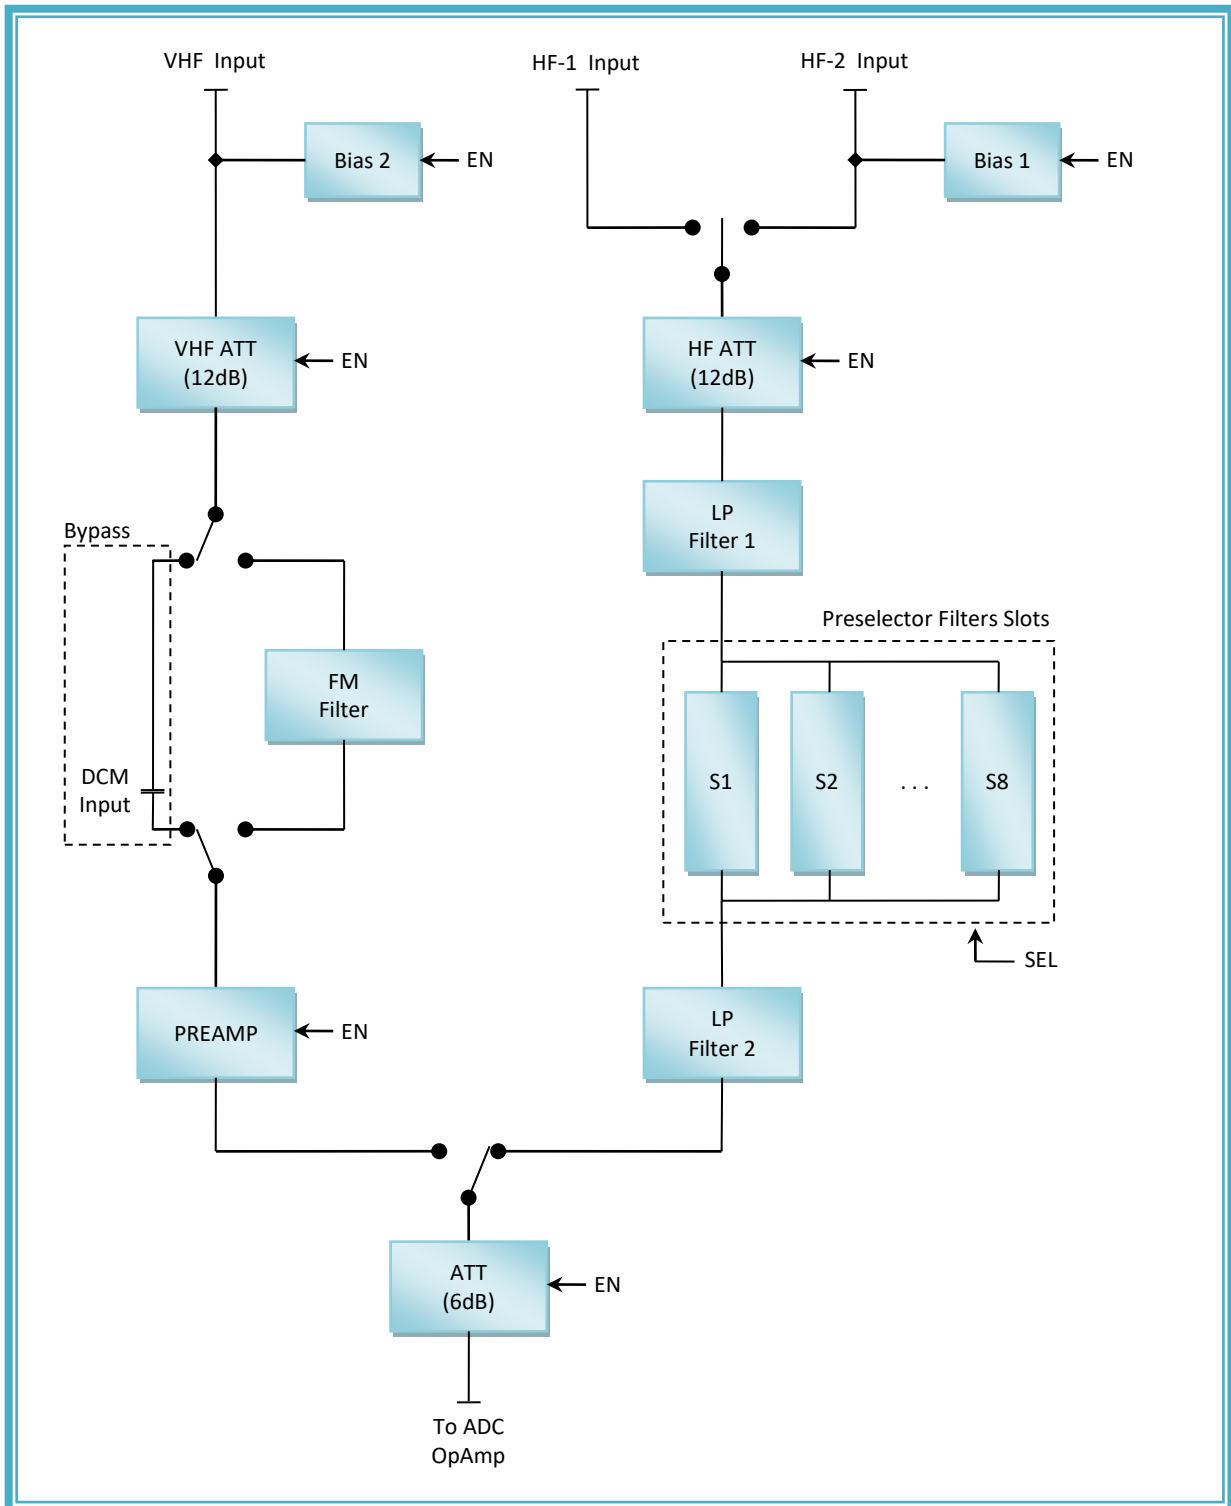 VHF Input
HF-1 Input
HF-2 Input
Bias 2
EN
Bias 1
EN
VHF ATT
(12dB)
EN
HF ATT
(12dB)
EN
Bypass
LP
Filter 1
Preselector Filters Slots
FM
Filter
DCM
Input
S1
S2
. . .
S8
SEL
PREAMP
EN
LP
Filter 2
ATT
(6dB)
EN
To ADC
OpAmp